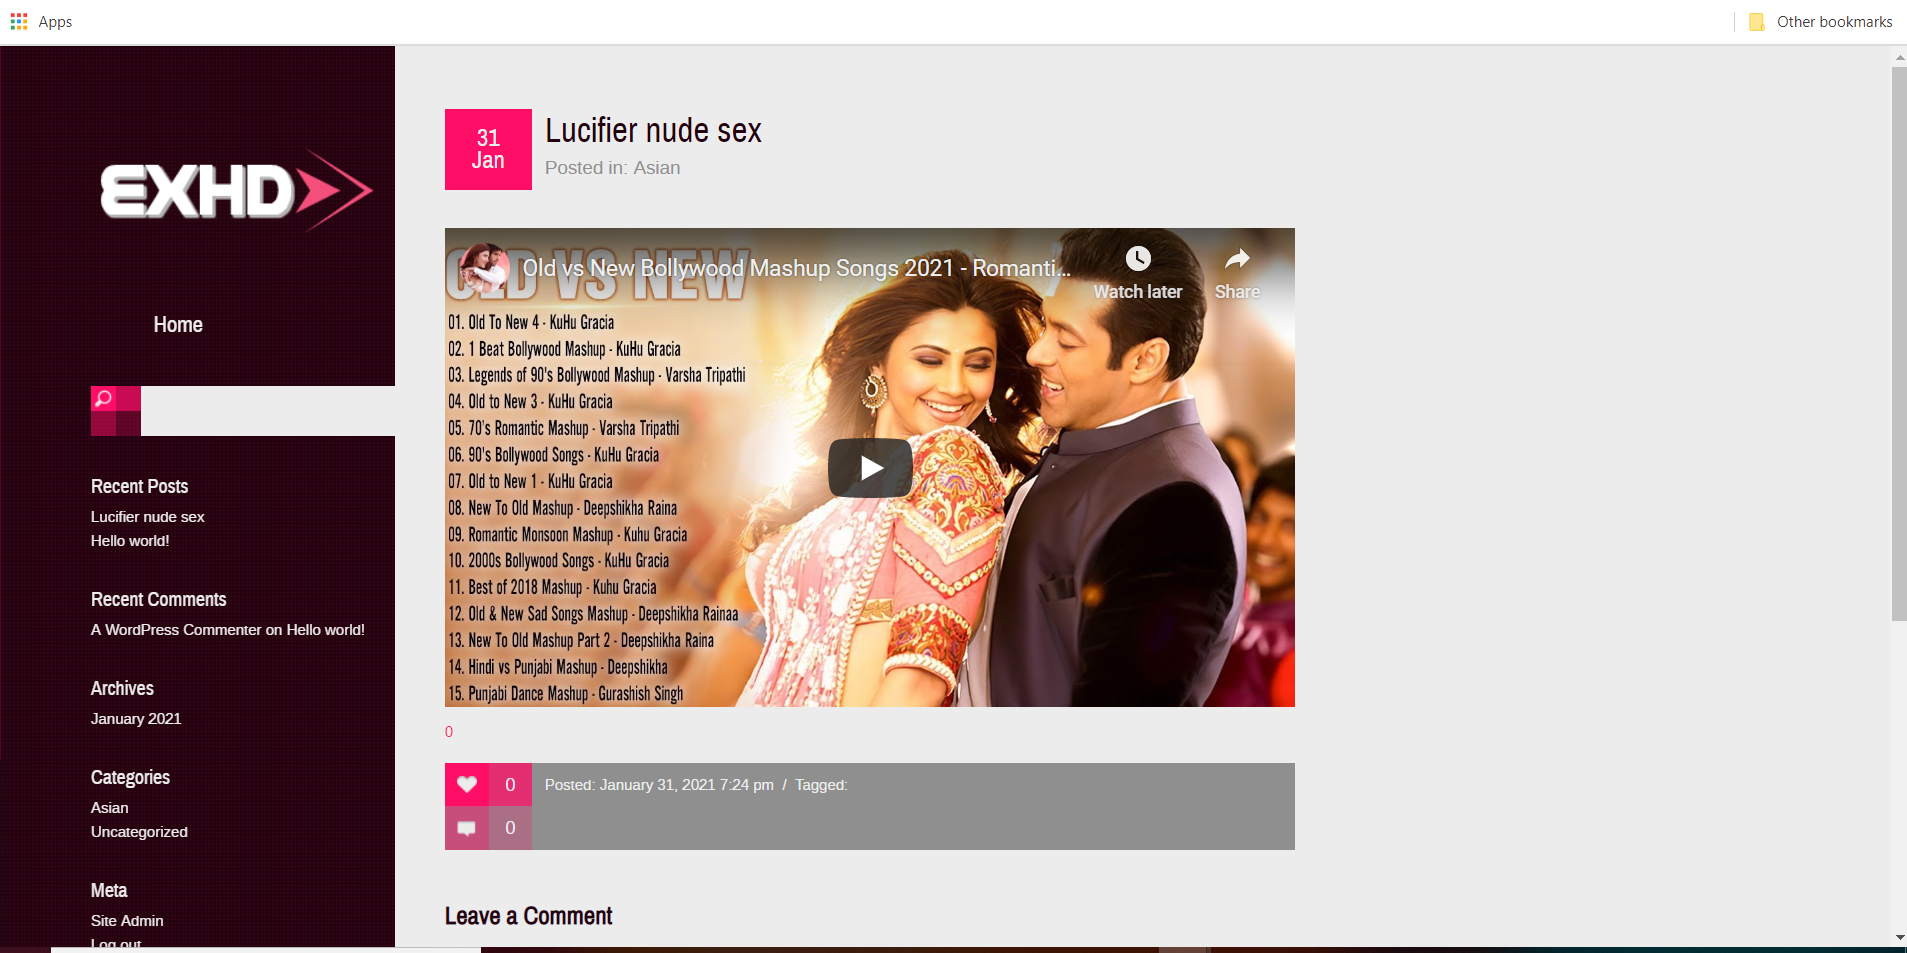 Apps
Other bookmarks
EXHD
Home
Recent Posts
Lucifier nude sex
Hello world!
Recent Comments
A WordPress Commenter on Hello world!
Archives
January 2021
Categories
Asian
Uncategorized
Meta
Site Admin
Log out
31
Jan
Lucifier nude sex
Posted in: Asian
OLD VS NEW
Old vs New Bollywood Mashup Songs 2021 - Romanti...
Watch later
Share
01. Old To New 4 - KuHu Gracia
02. 1 Beat Bollywood Mashup - KuHu Gracia
03. Legends of 90's Bollywood Mashup - Varsha Tripathi
04. Old to New 3 - KuHu Gracia
05. 70's Romantic Mashup - Varsha Tripathi
06. 90's Bollywood Songs - KuHu Gracia
07. Old to New 1 - KuHu Gracia
08. New To Old Mashup - Deepshikha Raina
09. Romantic Monsoon Mashup - Kuhu Gracia
10. 2000s Bollywood Songs - KuHu Gracia
11. Best of 2018 Mashup - Kuhu Gracia
12. Old & New Sad Songs Mashup - Deepshikha Rainaa
13. New To Old Mashup Part 2 - Deepshikha Raina
14. Hindi vs Punjabi Mashup - Deepshikha
15. Punjabi Dance Mashup - Gurashish Singh
0
0
Posted: January 31, 2021 7:24 pm / Tagged:
0
Leave a Comment